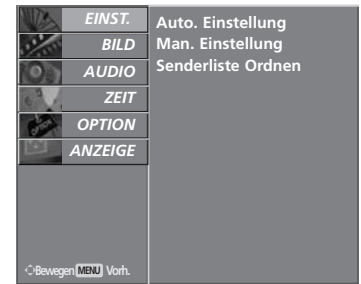 EINST.
BILD
AUDIO
ZEIT
OPTION
ANZEIGE
Auto. Einstellung
Man. Einstellung
Senderliste Ordnen
Bewegen MENU Vorh.